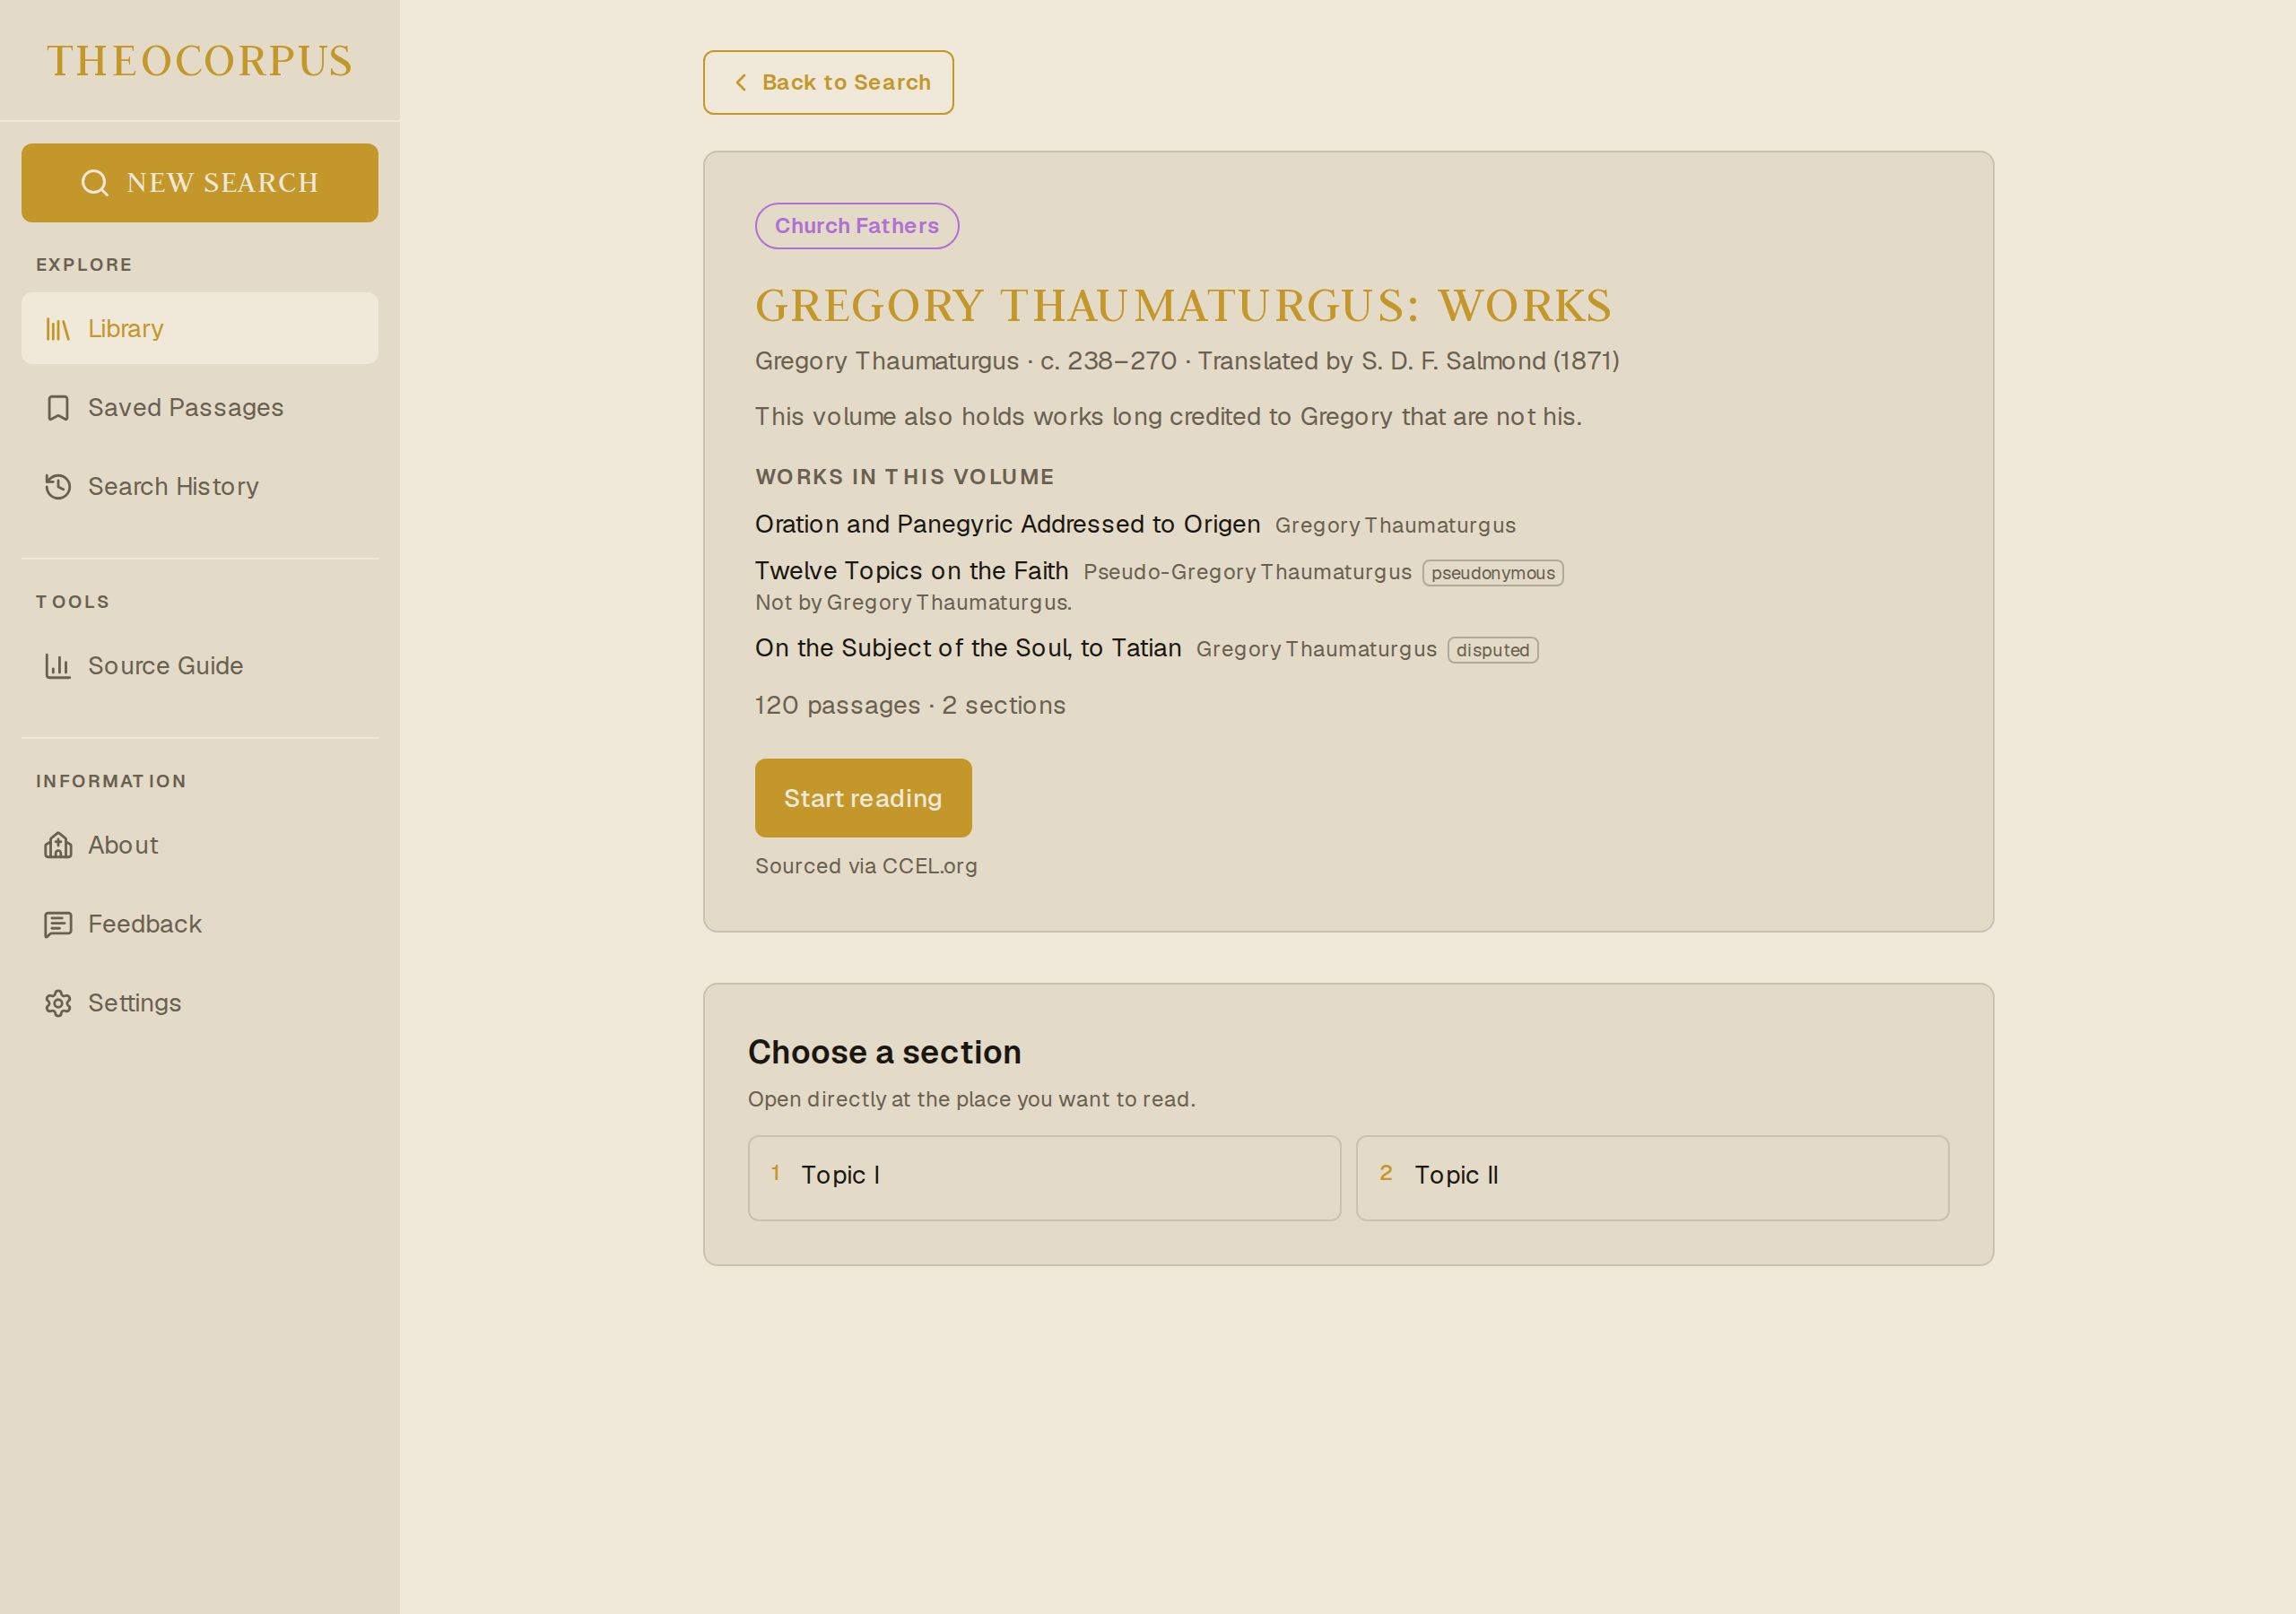 THEOCORPUS
NEW SEARCH
EXPLORE
Library
Saved Passages
Search History
TOOLS
Source Guide
INFORMATION
About
Feedback
Settings
Back to Search
Church Fathers
GREGORY THAUMATURGUS: WORKS
Gregory Thaumaturgus · c. 238–270 · Translated by S. D. F. Salmond (1871)
This volume also holds works long credited to Gregory that are not his.
WORKS IN THIS VOLUME
Oration and Panegyric Addressed to Origen Gregory Thaumaturgus
Twelve Topics on the Faith Pseudo-Gregory Thaumaturgus pseudonymous
Not by Gregory Thaumaturgus.
On the Subject of the Soul, to Tatian Gregory Thaumaturgus disputed
120 passages · 2 sections
Start reading
Sourced via CCEL.org
Choose a section
Open directly at the place you want to read.
1 Topic I
2 Topic II